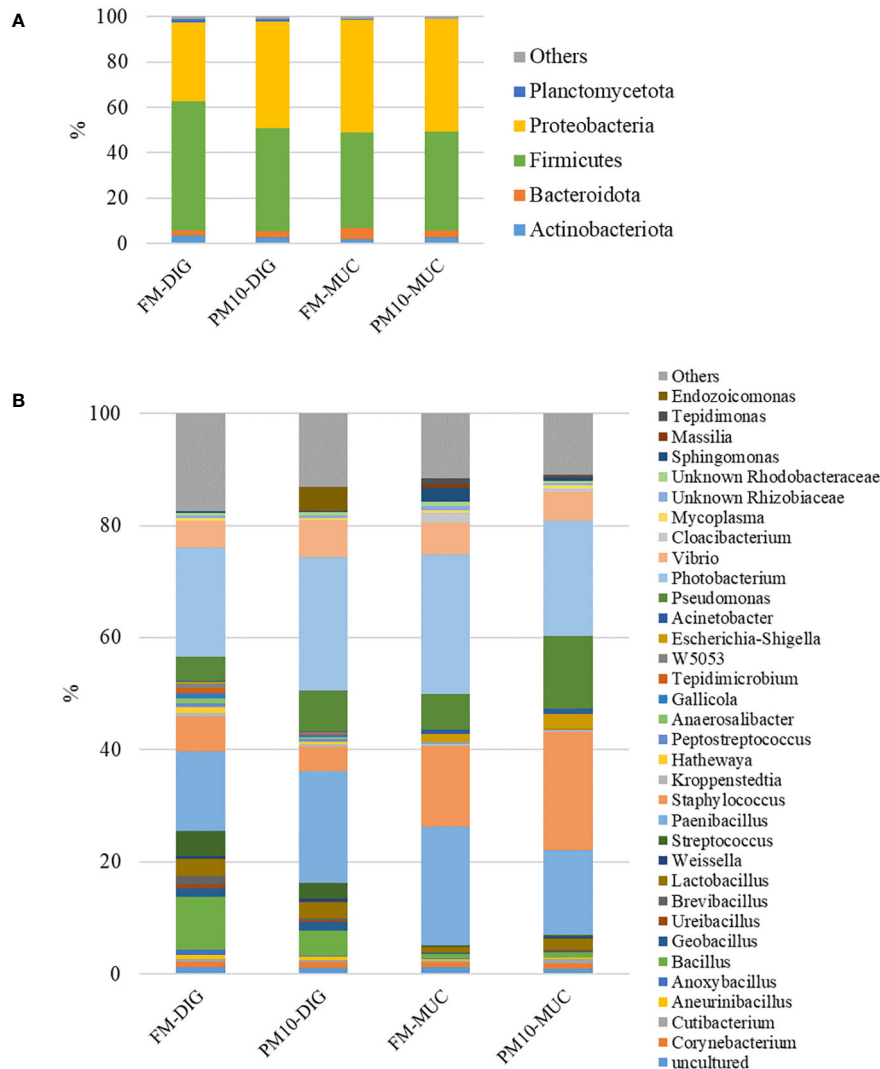 A
100
80
60
40
20
0
%
FM-DIG
PM10-DIG
FM-MUC
PM10-MUC
Others
Planctomycetota
Proteobacteria
Firmicutes
Bacteroidota
Actinobacteriota
B
100
80
60
40
20
0
%
FM-DIG
PM10-DIG
FM-MUC
PM10-MUC
Others
Endozoicomonas
Tepidimonas
Massilia
Sphingomonas
Unknown Rhodobacteraceae
Unknown Rhizobiaceae
Mycoplasma
Cloacibacterium
Vibrio
Photobacterium
Pseudomonas
Acinetobacter
Escherichia-Shigella
W5053
Tepidimicrobium
Gallicola
Anaerosalibacter
Peptostreptococcus
Hathewaya
Kroppenstedtia
Staphylococcus
Paenibacillus
Streptococcus
Weissella
Lactobacillus
Brevibacillus
Ureibacillus
Geobacillus
Bacillus
Anoxybacillus
Aneurinibacillus
Cutibacterium
Corynebacterium
uncultured